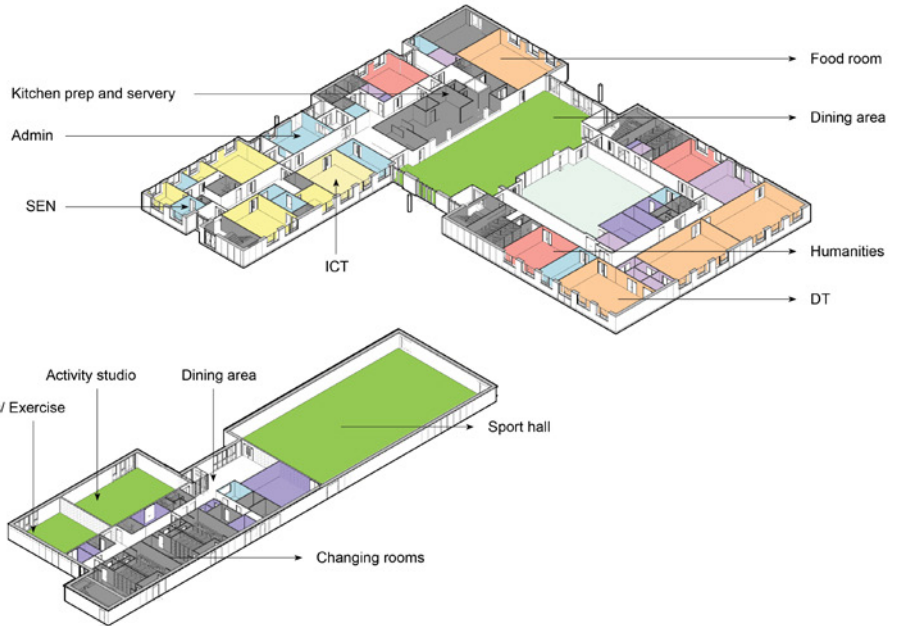 Food room
Kitchen prep and servery
Dining area
Admin
SEN
ICT
Humanities
DT
Activity studio
Dining area
/ Exercise
Sport hall
Changing rooms